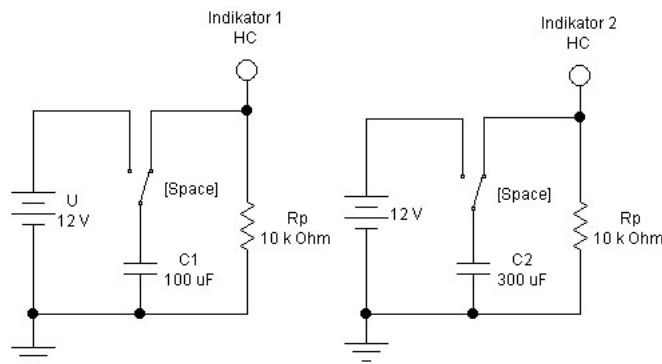 Indikator 1
HC
U
12 V
[Space]
C1
100 uF
Rp
10 k Ohm
Indikator 2
HC
12 V
[Space]
C2
300 uF
Rp
10 k Ohm